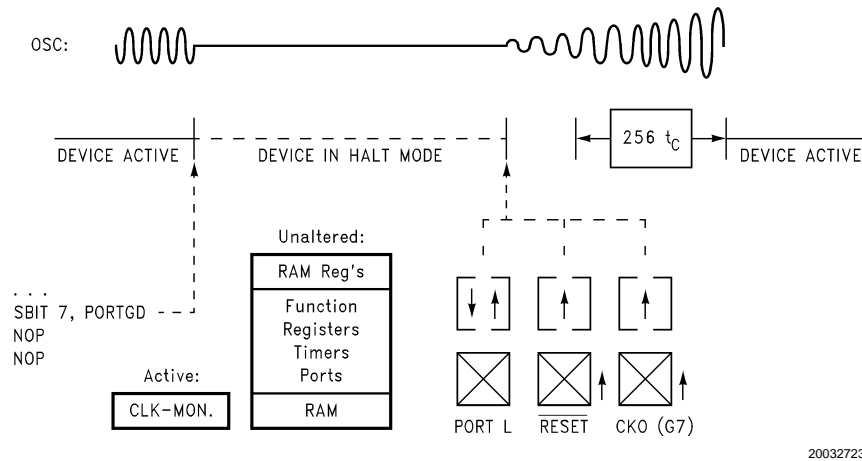 OSC:
256 tC
DEVICE ACTIVE
DEVICE IN HALT MODE
DEVICE ACTIVE
Unaltered:
RAM Reg's
Function
Registers
Timers
Ports
RAM
. . .
SBIT 7, PORTGD
NOP
NOP
Active:
CLK-MON.
PORT L
RESET
CKO (G7)
20032723